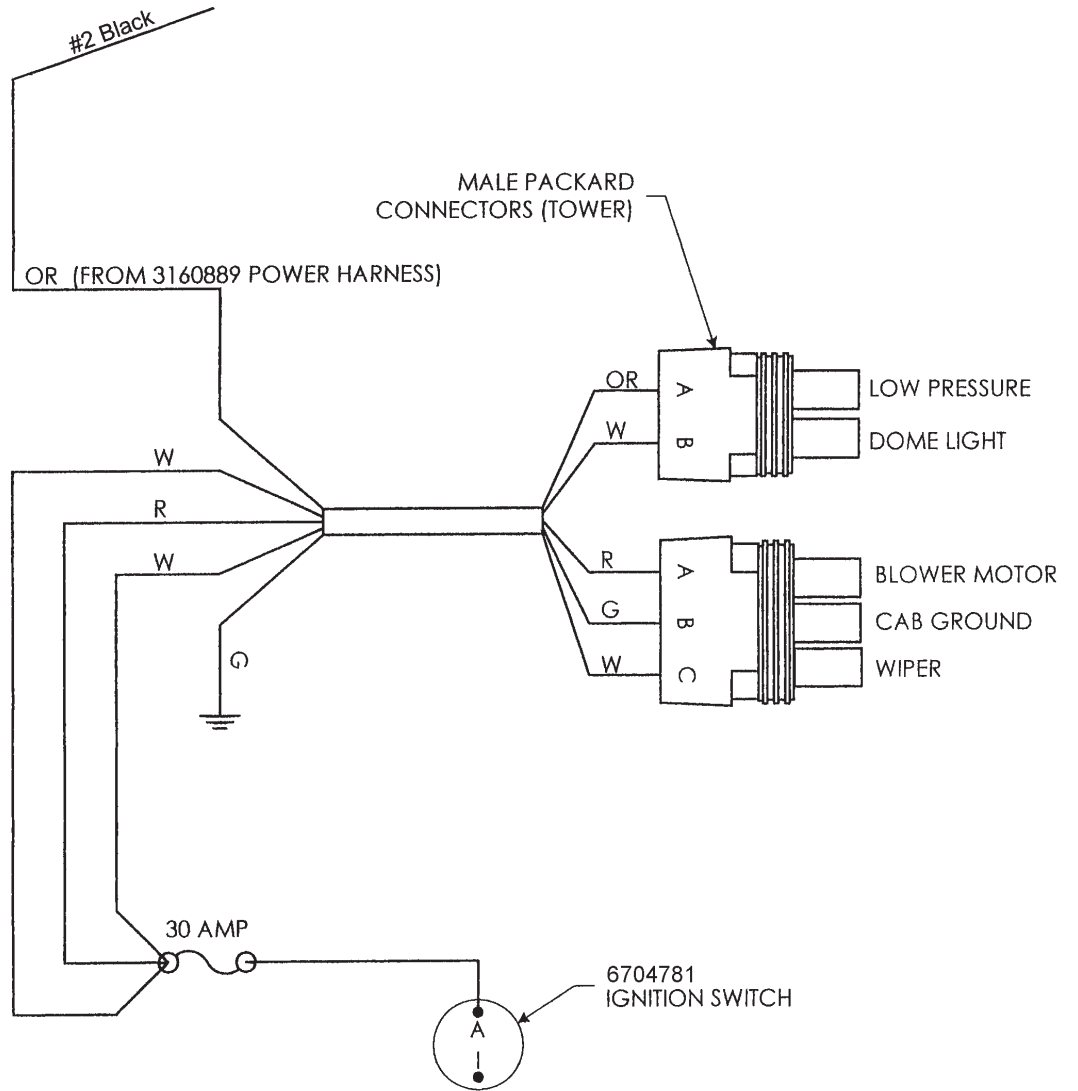 #2 Black
MALE PACKARD
CONNECTORS (TOWER)
OR (FROM 3160889 POWER HARNESS)
OR
A
LOW PRESSURE
W
B
DOME LIGHT
W
R
W
G
R
A
BLOWER MOTOR
G
B
CAB GROUND
W
C
WIPER
30 AMP
6704781
IGNITION SWITCH
A
I